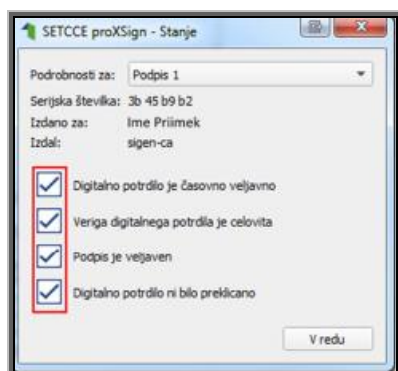 SETCCE proXSign - Stanje
Podrobnosti za: Podpis 1
Serijska številka: 3b 45 b9 b2
Izdano za: Ime Priimek
Izdal: sigen-ca
Digitalno potrdilo je časovno veljavno
Veriga digitalnega potrdila je celovita
Podpis je veljaven
Digitalno potrdilo ni bilo preklicano
V redu